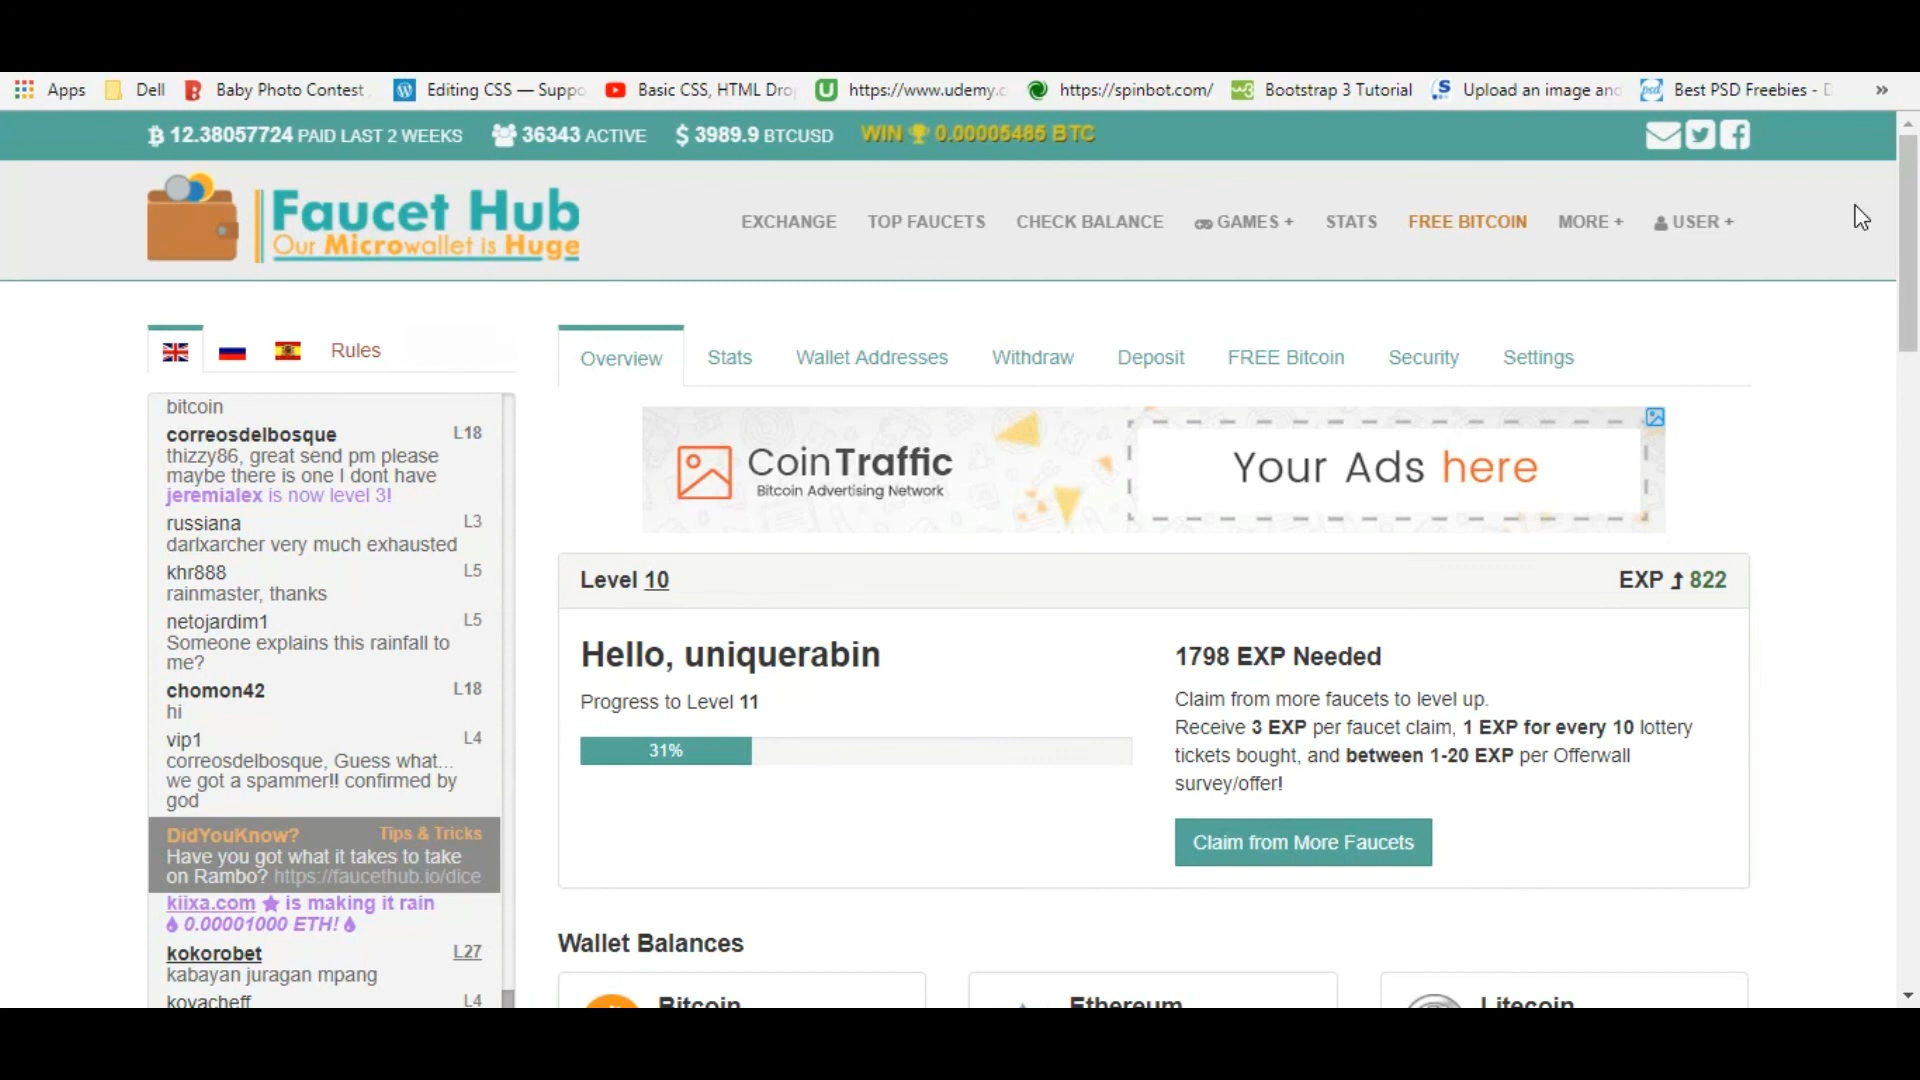 Apps Dell Baby Photo Contest Editing CSS — Suppo Basic CSS, HTML Dro https://www.udemy.c https://spinbot.com/ Bootstrap 3 Tutorial Upload an image and Best PSD Freebies - D »
12.38057724 PAID LAST 2 WEEKS 36343 ACTIVE $ 3989.9 BTCUSD WIN 0.00005485 BTC
Faucet Hub
Our Microwallet is Huge
EXCHANGE TOP FAUCETS CHECK BALANCE GAMES + STATS FREE BITCOIN MORE + USER +
Rules
bitcoin
correosdelbosque L18
thizzy86, great send pm please
maybe there is one I dont have
jeremialex is now level 3!
russiana L3
darlxarcher very much exhausted
khr888 L5
rainmaster, thanks
netojardim1 L5
Someone explains this rainfall to
me?
chomon42 L18
hi
vip1 L4
correosdelbosque, Guess what...
we got a spammer!! confirmed by
god
DidYouKnow? Tips & Tricks
Have you got what it takes to take
on Rambo? https://faucethub.io/dice
kiixa.com ★ is making it rain
0.00001000 ETH!
kokorobet L27
kabayan juragan mpang
kovacheff L4
Overview Stats Wallet Addresses Withdraw Deposit FREE Bitcoin Security Settings
CoinTraffic
Bitcoin Advertising Network
Your Ads here
Level 10 EXP 822
Hello, uniquerabin
Progress to Level 11
31%
1798 EXP Needed
Claim from more faucets to level up.
Receive 3 EXP per faucet claim, 1 EXP for every 10 lottery
tickets bought, and between 1-20 EXP per Offerwall
survey/offer!
Claim from More Faucets
Wallet Balances
Bitcoin Ethereum Litecoin